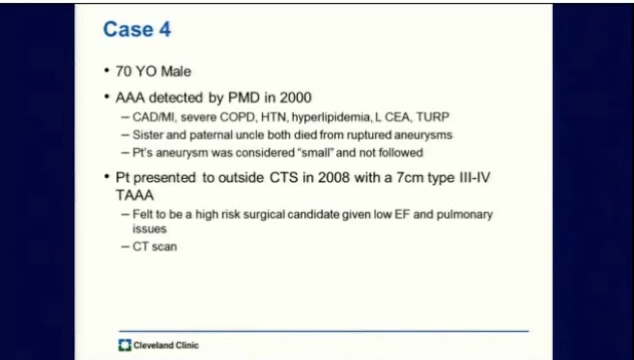 Case 4
• 70 YO Male
• AAA detected by PMD in 2000
– CAD/MI, severe COPD, HTN, hyperlipidemia, L CEA, TURP
– Sister and paternal uncle both died from ruptured aneurysms
– Pt's aneurysm was considered "small" and not followed
• Pt presented to outside CTS in 2008 with a 7cm type III-IV
TAAA
– Felt to be a high risk surgical candidate given low EF and pulmonary
issues
– CT scan
Cleveland Clinic